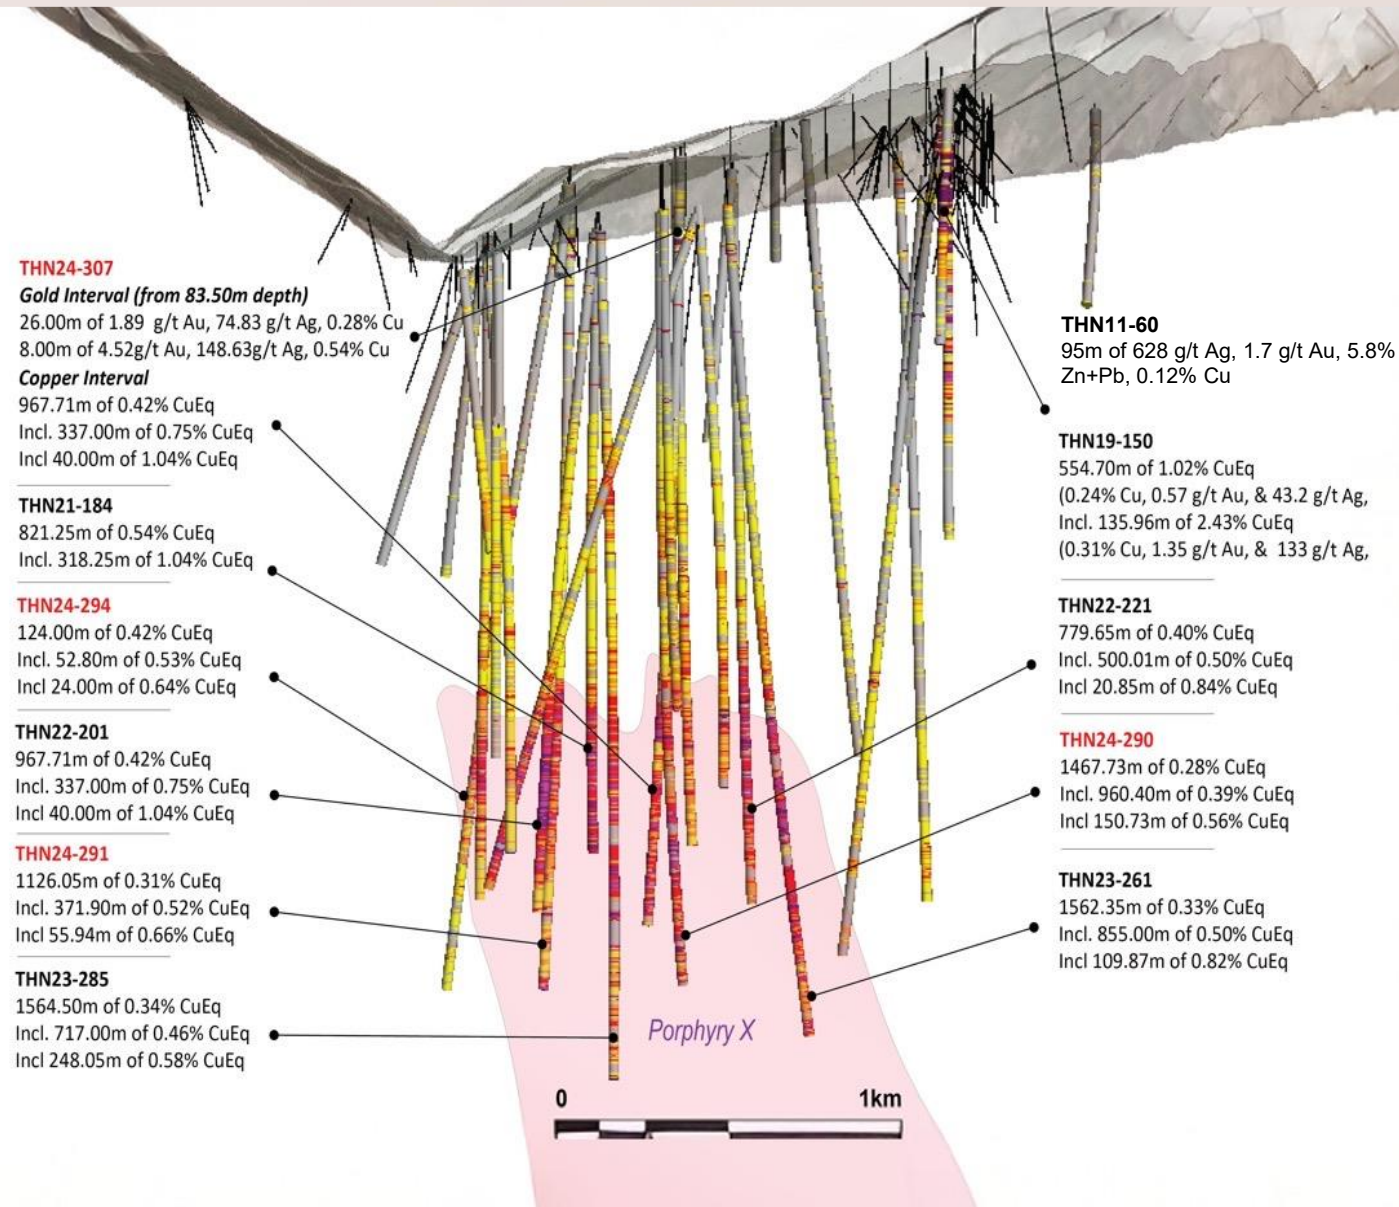 THN24-307
Gold Interval (from 83.50m depth)
26.00m of 1.89 g/t Au, 74.83 g/t Ag, 0.28% Cu
8.00m of 4.52g/t Au, 148.63g/t Ag, 0.54% Cu
Copper Interval
967.71m of 0.42% CuEq
Incl. 337.00m of 0.75% CuEq
Incl 40.00m of 1.04% CuEq
THN21-184
821.25m of 0.54% CuEq
Incl. 318.25m of 1.04% CuEq
THN24-294
124.00m of 0.42% CuEq
Incl. 52.80m of 0.53% CuEq
Incl 24.00m of 0.64% CuEq
THN22-201
967.71m of 0.42% CuEq
Incl. 337.00m of 0.75% CuEq
Incl 40.00m of 1.04% CuEq
THN24-291
1126.05m of 0.31% CuEq
Incl. 371.90m of 0.52% CuEq
Incl 55.94m of 0.66% CuEq
THN23-285
1564.50m of 0.34% CuEq
Incl. 717.00m of 0.46% CuEq
Incl 248.05m of 0.58% CuEq
THN11-60
95m of 628 g/t Ag, 1.7 g/t Au, 5.8%
Zn+Pb, 0.12% Cu
THN19-150
554.70m of 1.02% CuEq
(0.24% Cu, 0.57 g/t Au, & 43.2 g/t Ag,
Incl. 135.96m of 2.43% CuEq
(0.31% Cu, 1.35 g/t Au, & 133 g/t Ag,
THN22-221
779.65m of 0.40% CuEq
Incl. 500.01m of 0.50% CuEq
Incl 20.85m of 0.84% CuEq
THN24-290
1467.73m of 0.28% CuEq
Incl. 960.40m of 0.39% CuEq
Incl 150.73m of 0.56% CuEq
THN23-261
1562.35m of 0.33% CuEq
Incl. 855.00m of 0.50% CuEq
Incl 109.87m of 0.82% CuEq
Porphyry X
0 1km